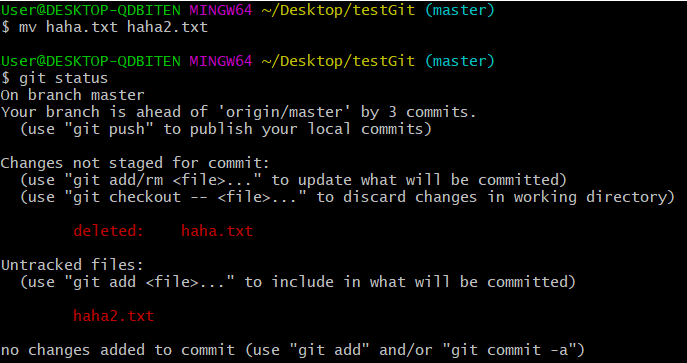 User@DESKTOP-QDBITEN MINGW64 ~/Desktop/testGit (master)
$ mv haha.txt haha2.txt
User@DESKTOP-QDBITEN MINGW64 ~/Desktop/testGit (master)
$ git status
On branch master
Your branch is ahead of 'origin/master' by 3 commits.
  (use "git push" to publish your local commits)
Changes not staged for commit:
  (use "git add/rm <file>..." to update what will be committed)
  (use "git checkout -- <file>..." to discard changes in working directory)
        deleted:    haha.txt
Untracked files:
  (use "git add <file>..." to include in what will be committed)
        haha2.txt
no changes added to commit (use "git add" and/or "git commit -a")